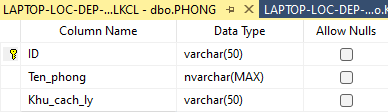 LAPTOP-LOC-DEP-...LKCL - dbo.PHONG LAPTOP-LOC-DEP-...o.K
Column Name Data Type Allow Nulls
ID varchar(50)
Ten_phong nvarchar(MAX)
Khu_cach_ly varchar(50)